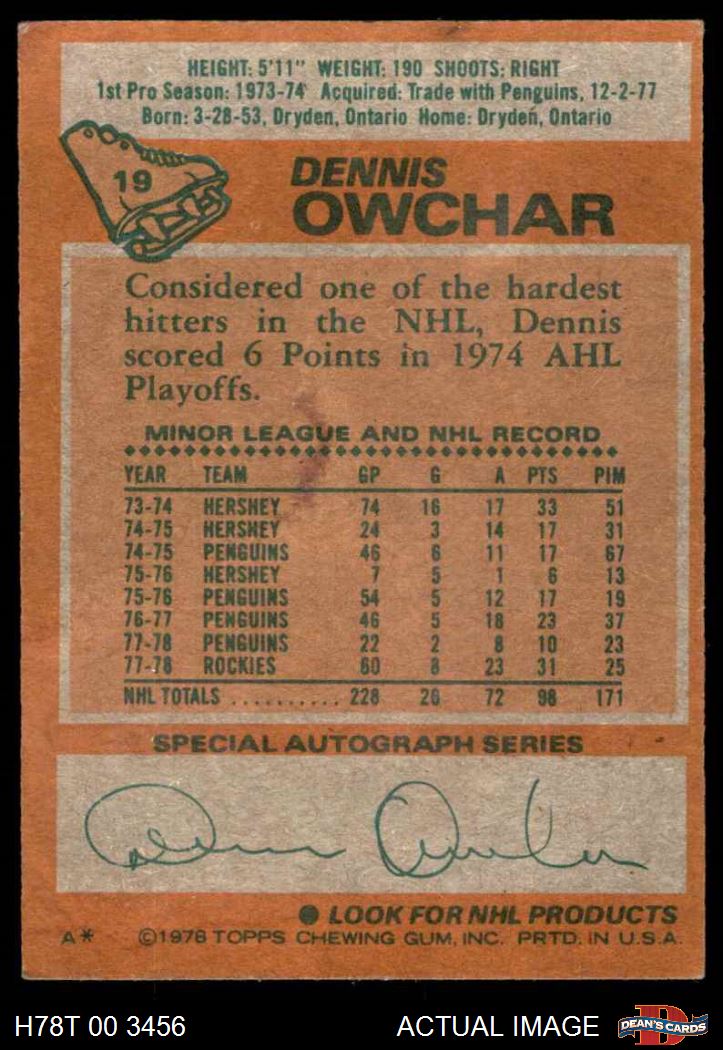 HEIGHT: 5'11" WEIGHT: 190 SHOOTS: RIGHT
1st Pro Season: 1973-74 Acquired: Trade with Penguins, 12-2-77
Born: 3-28-53, Dryden, Ontario Home: Dryden, Ontario
19
DENNIS
OWCHAR
Considered one of the hardest
hitters in the NHL, Dennis
scored 6 Points in 1974 AHL
Playoffs.
MINOR LEAGUE AND NHL RECORD
YEAR TEAM GP G A PTS PIM
73-74 HERSHEY 74 16 17 33 51
74-75 HERSHEY 24 3 14 17 31
74-75 PENGUINS 46 6 11 17 67
75-76 HERSHEY 7 5 1 6 13
75-76 PENGUINS 54 5 12 17 19
76-77 PENGUINS 46 5 18 23 37
77-78 PENGUINS 22 2 8 10 23
77-78 ROCKIES 60 8 23 31 25
NHL TOTALS .......... 228 26 72 98 171
SPECIAL AUTOGRAPH SERIES
Dennis Owchar
● LOOK FOR NHL PRODUCTS
A* ©1978 TOPPS CHEWING GUM, INC. PRTD. IN U.S.A.
H78T 00 3456 ACTUAL IMAGE DEAN'S CARDS